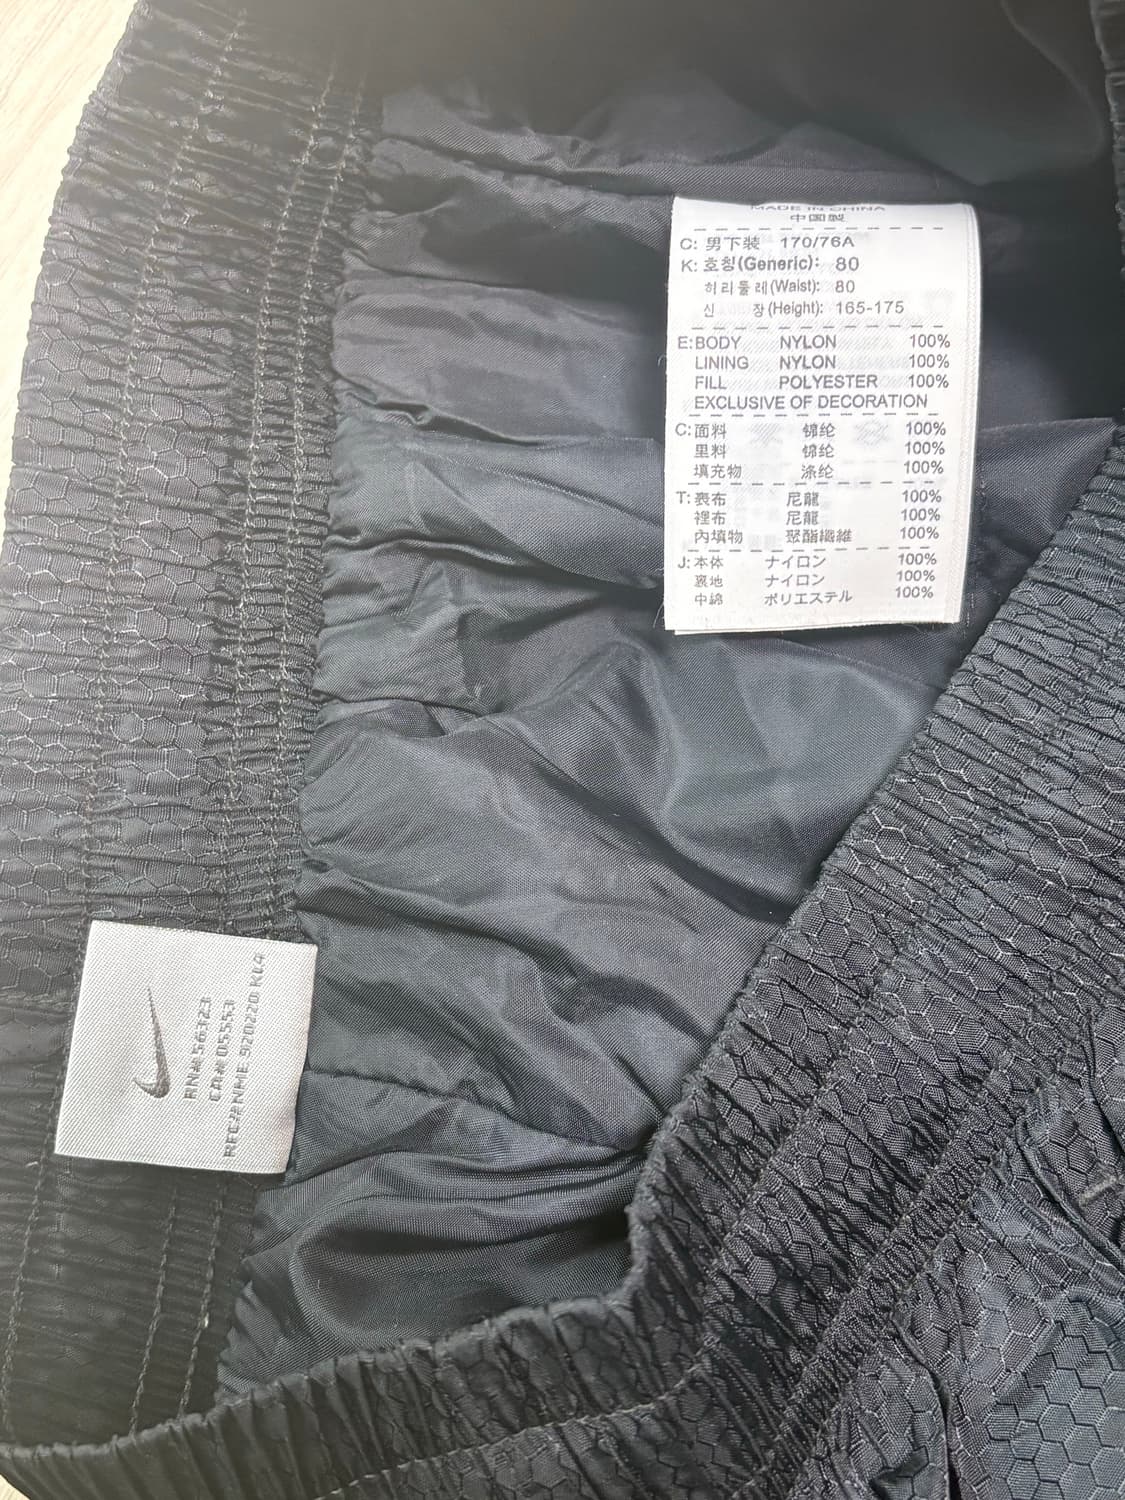 MADE IN CHINA
中国製
C: 男下装 170/76A
K: 호칭(Generic): 80
허리둘레(Waist): 80
신 장(Height): 165-175
E: BODY NYLON 100%
LINING NYLON 100%
FILL POLYESTER 100%
EXCLUSIVE OF DECORATION
C: 面料 锦纶 100%
里料 锦纶 100%
填充物 涤纶 100%
T: 表布 尼龍 100%
裡布 尼龍 100%
內填物 聚酯纖維 100%
J: 本体 ナイロン 100%
裏地 ナイロン 100%
中綿 ポリエステル 100%
RN#56323
CA#05553
RFC/RNME 920220 KL4